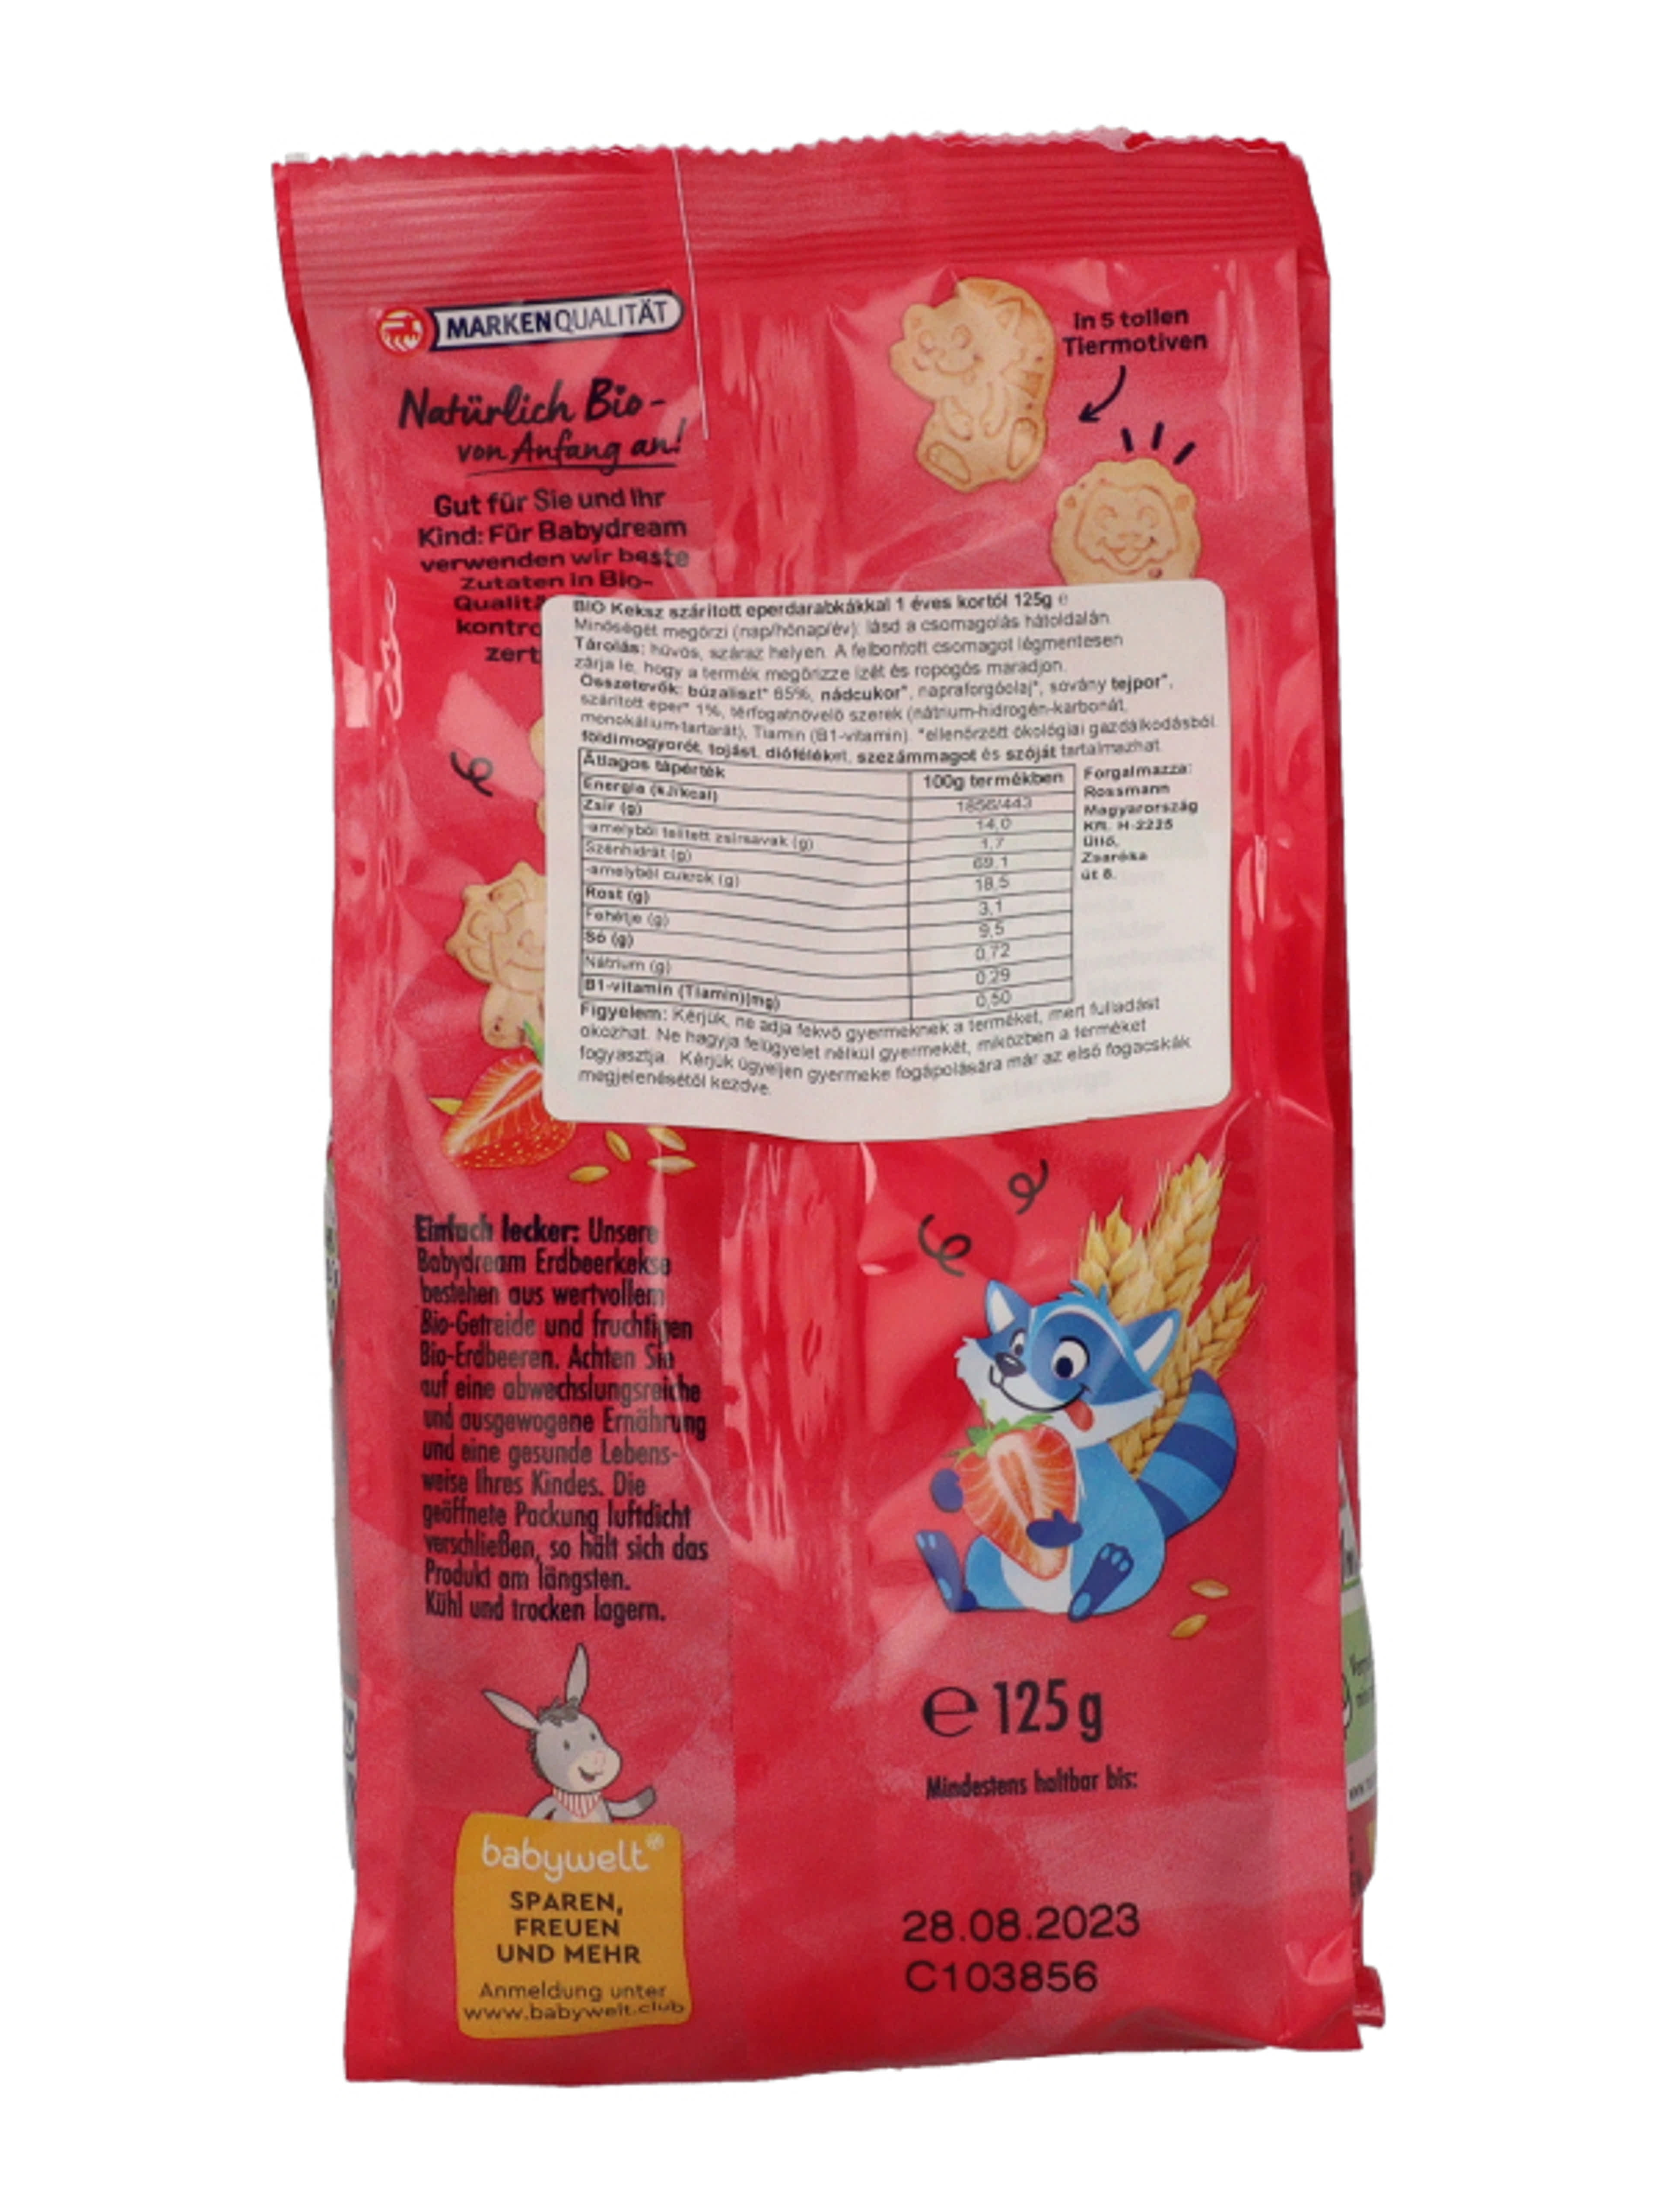 MARKENQUALITÄT
Natürlich Bio -
von Anfang an!
Gut für Sie und Ihr
Kind: Für Babydream
verwenden wir beste
Zutaten in Bio-
Qualitä
kontro
zert
in 5 tollen
Tiermotiven
BIO Keksz szárított eperdarabkákkal 1 éves kortól 125g e
Minőségét megőrzi (nap/hónap/év): lásd a csomagolás hátoldalán
Tárolás: hűvös, száraz helyen. A felbontott csomagot légmentesen
zárja le, hogy a termék megőrizze ízét és ropogós maradjon.
Összetevők: búzaliszt* 65%, nádcukor*, napraforgóolaj*, sovány tejpor*,
szárított eper* 1%, térfogatnövelő szerek (nátrium-hidrogén-karbonát,
monokálium-tartarát), Tiamin (B1-vitamin). *ellenőrzött ökológiai gazdálkodásból
földimogyorót, tojást, dióféléket, szezámmagot és szóját tartalmazhat.
Átlagos tápérték 100g termékben
Energia (kJ/kcal) 1856/443
Zsír (g) 14,0
-amelyből telített zsírsavak (g) 1,7
Szénhidrát (g) 69,1
-amelyből cukrok (g) 18,5
Rost (g) 3,1
Fehérje (g) 9,5
Só (g) 0,72
Nátrium (g) 0,29
B1-vitamin (Tiamin)(mg) 0,50
Forgalmazza:
Rossmann
Magyarország
Kft. H-2225
Üllő,
Zsaróka
út 8.
Figyelem: Kérjük, ne adja fekvő gyermeknek a terméket, mert fulladást
okozhat. Ne hagyja felügyelet nélkül gyermekét, miközben a terméket
fogyasztja. Kérjük ügyeljen gyermeke fogápolására már az első fogacskák
megjelenésétől kezdve.
Einfach lecker: Unsere
Babydream Erdbeerkekse
bestehen aus wertvollem
Bio-Getreide und fruchtigen
Bio-Erdbeeren. Achten Sie
auf eine abwechslungsreiche
und ausgewogene Ernährung
und eine gesunde Lebens-
weise Ihres Kindes. Die
geöffnete Packung luftdicht
verschließen, so hält sich das
Produkt am längsten.
Kühl und trocken lagern.
babywelt
SPAREN,
FREUEN
UND MEHR
Anmeldung unter
www.babywelt.club
e 125 g
Mindestens haltbar bis:
28.08.2023
C103856